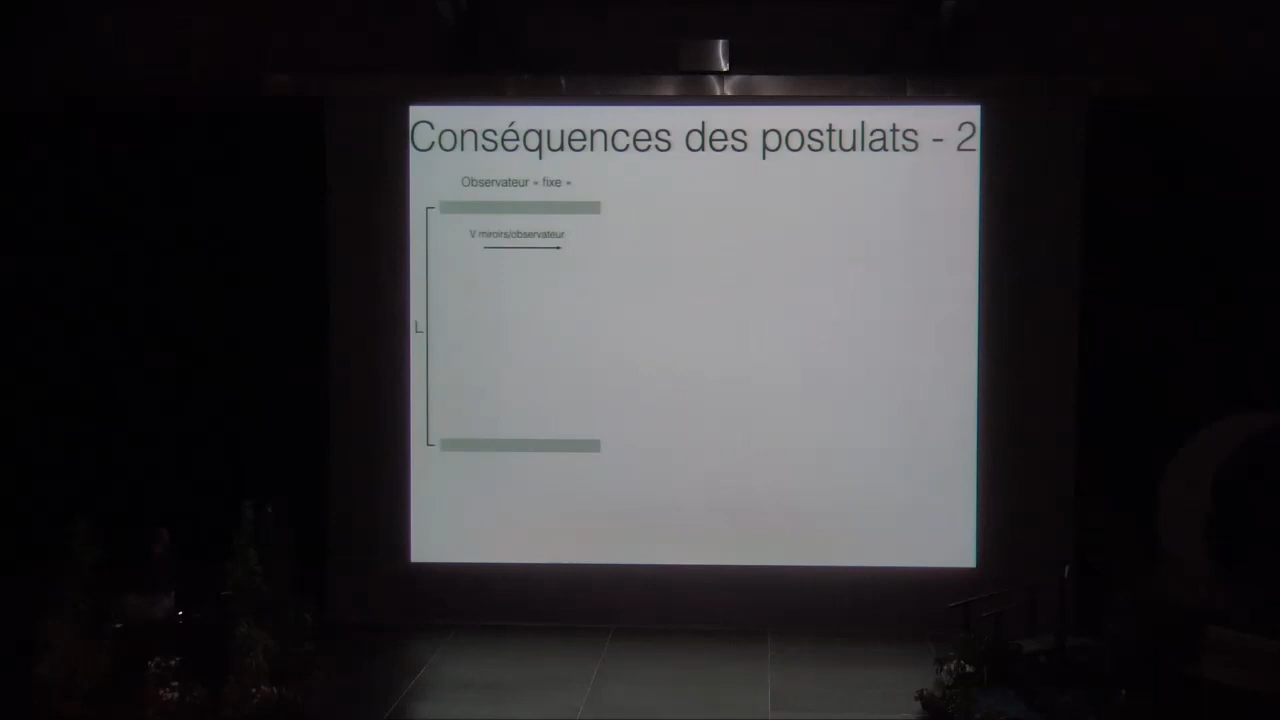 Conséquences des postulats - 2
Observateur « fixe »
V miroirs/observateur
L